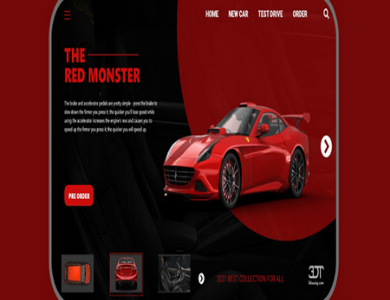 HOME NEW CAR TEST DRIVE ORDER
THE
RED MONSTER
The brake and accelerator pedals are pretty simple - press the brake to
slow down the firmer you press it, the quicker you'll lose speed while
using the accelerator increases the engine's revs and causes you to
speed up the firmer you press it, the quicker you will speed up.
PRE ORDER
2021 BEST COLLECTION FOR ALL
3DT